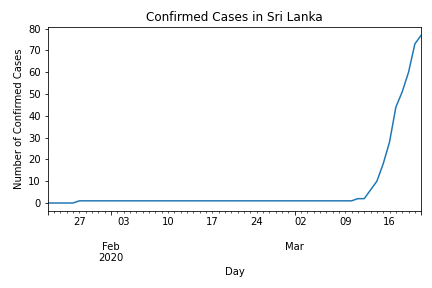 Confirmed Cases in Sri Lanka
Number of Confirmed Cases
80
70
60
50
40
30
20
10
0
27 03 10 17 24 02 09 16
Feb Mar
2020
Day